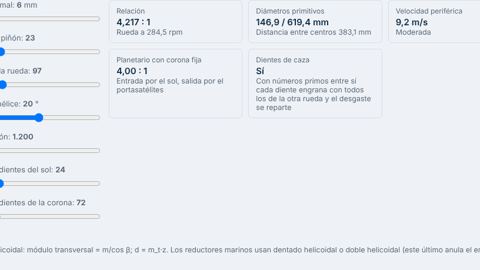 mal: 6 mm
piñón: 23
la rueda: 97
hélice: 20 °
ón: 1.200
dientes del sol: 24
dientes de la corona: 72
Relación
4,217 : 1
Rueda a 284,5 rpm
Diámetros primitivos
146,9 / 619,4 mm
Distancia entre centros 383,1 mm
Velocidad periférica
9,2 m/s
Moderada
Planetario con corona fija
4,00 : 1
Entrada por el sol, salida por el
portasatélites
Dientes de caza
Sí
Con números primos entre sí
cada diente engrana con todos
los de la otra rueda y el desgaste
se reparte
icoidal: módulo transversal = m/cos β; d = m_t·z. Los reductores marinos usan dentado helicoidal o doble helicoidal (este último anula el e